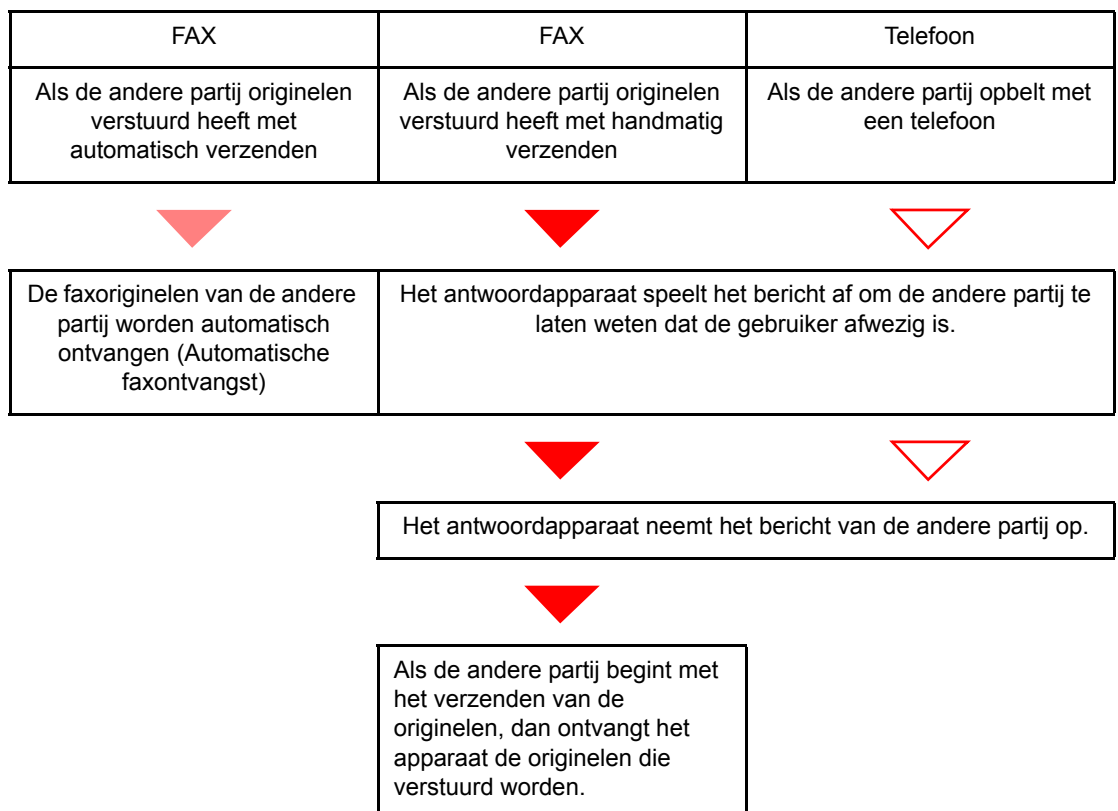 FAX
FAX
Telefoon
Als de andere partij originelen
verstuurd heeft met
automatisch verzenden
Als de andere partij originelen
verstuurd heeft met handmatig
verzenden
Als de andere partij opbelt met
een telefoon
De faxoriginelen van de andere
partij worden automatisch
ontvangen (Automatische
faxontvangst)
Het antwoordapparaat speelt het bericht af om de andere partij te
laten weten dat de gebruiker afwezig is.
Het antwoordapparaat neemt het bericht van de andere partij op.
Als de andere partij begint met
het verzenden van de
originelen, dan ontvangt het
apparaat de originelen die
verstuurd worden.